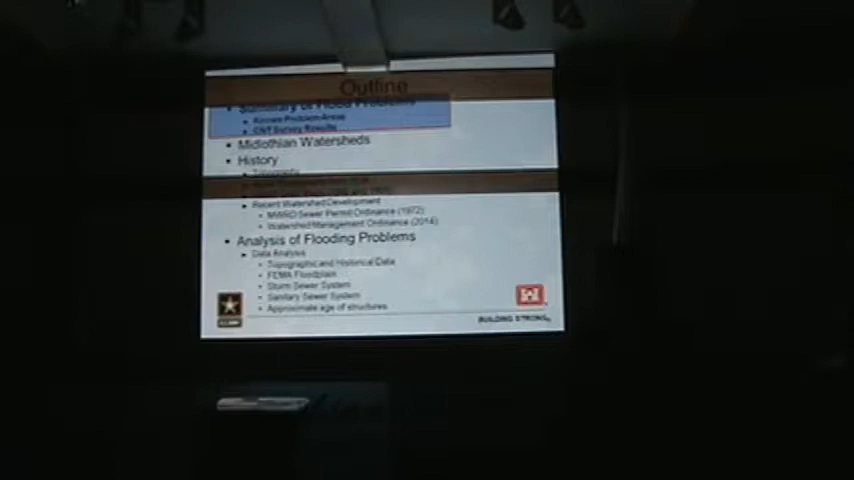 Outline
• Summary of Flood Problems
• Known Problem Areas
• CNT Survey Results
• Midlothian Watersheds
• History
Topography
► Recent Watershed Development
• MWRD Sewer Permit Ordinance (1972)
• Watershed Management Ordinance (2014)
• Analysis of Flooding Problems
► Data Analysis
• Topographic and Historical Data
• FEMA Floodplain
• Storm Sewer System
• Sanitary Sewer System
• Approximate age of structures
BUILDING STRONG®